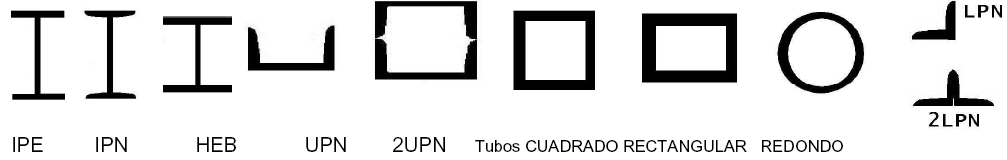 LPN
2LPN
IPE IPN HEB UPN 2UPN Tubos CUADRADO RECTANGULAR REDONDO